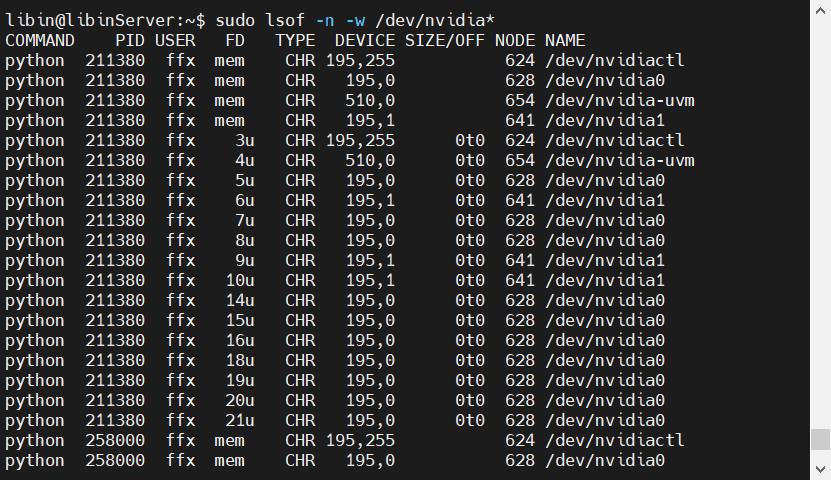 libin@libinServer:~$ sudo lsof -n -w /dev/nvidia*
COMMAND     PID USER   FD   TYPE  DEVICE SIZE/OFF NODE NAME
python  211380  ffx  mem    CHR 195,255           624 /dev/nvidiactl
python  211380  ffx  mem    CHR   195,0           628 /dev/nvidia0
python  211380  ffx  mem    CHR   510,0           654 /dev/nvidia-uvm
python  211380  ffx  mem    CHR   195,1           641 /dev/nvidia1
python  211380  ffx    3u   CHR 195,255      0t0  624 /dev/nvidiactl
python  211380  ffx    4u   CHR   510,0      0t0  654 /dev/nvidia-uvm
python  211380  ffx    5u   CHR   195,0      0t0  628 /dev/nvidia0
python  211380  ffx    6u   CHR   195,1      0t0  641 /dev/nvidia1
python  211380  ffx    7u   CHR   195,0      0t0  628 /dev/nvidia0
python  211380  ffx    8u   CHR   195,0      0t0  628 /dev/nvidia0
python  211380  ffx    9u   CHR   195,1      0t0  641 /dev/nvidia1
python  211380  ffx   10u   CHR   195,1      0t0  641 /dev/nvidia1
python  211380  ffx   14u   CHR   195,0      0t0  628 /dev/nvidia0
python  211380  ffx   15u   CHR   195,0      0t0  628 /dev/nvidia0
python  211380  ffx   16u   CHR   195,0      0t0  628 /dev/nvidia0
python  211380  ffx   18u   CHR   195,0      0t0  628 /dev/nvidia0
python  211380  ffx   19u   CHR   195,0      0t0  628 /dev/nvidia0
python  211380  ffx   20u   CHR   195,0      0t0  628 /dev/nvidia0
python  211380  ffx   21u   CHR   195,0      0t0  628 /dev/nvidia0
python  258000  ffx  mem    CHR 195,255           624 /dev/nvidiactl
python  258000  ffx  mem    CHR   195,0           628 /dev/nvidia0